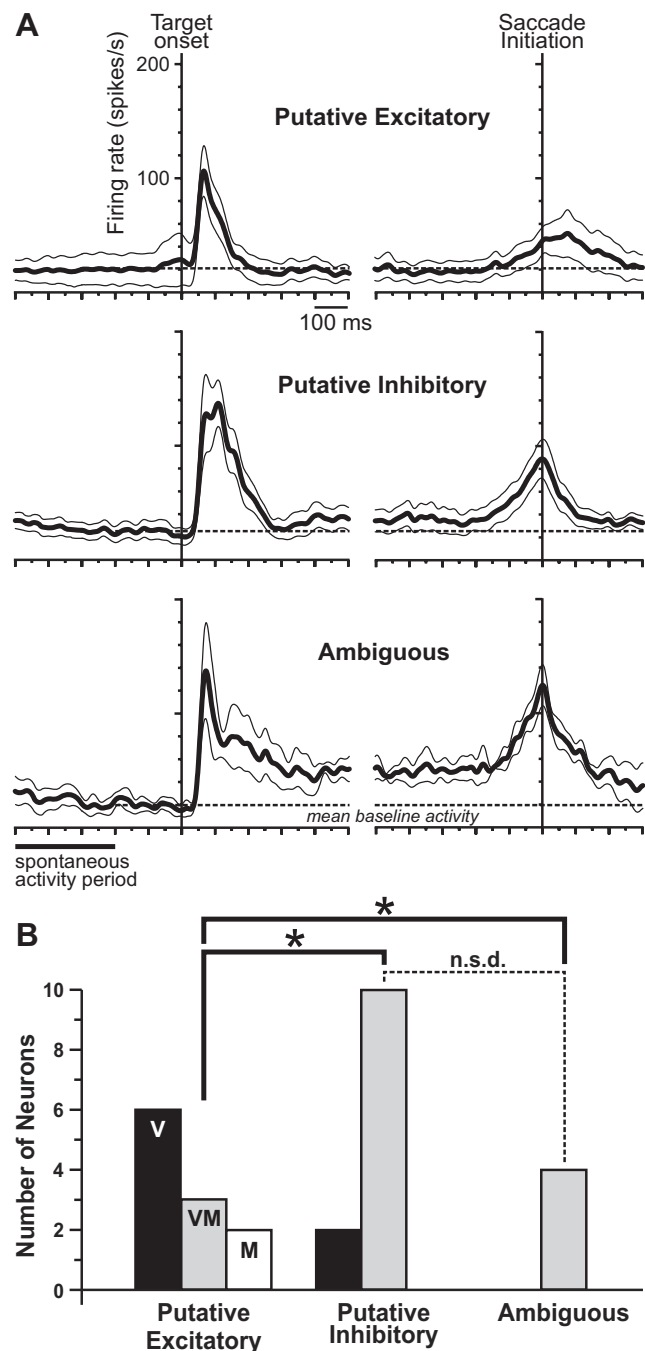 A
Target
onset
Saccade
Initiation
Firing rate (spikes/s)
200
100
Putative Excitatory
100 ms
Putative Inhibitory
Ambiguous
mean baseline activity
spontaneous
activity period
B
*
*
n.s.d.
Number of Neurons
10
8
6
4
2
0
V
VM
M
Putative
Excitatory
Putative
Inhibitory
Ambiguous